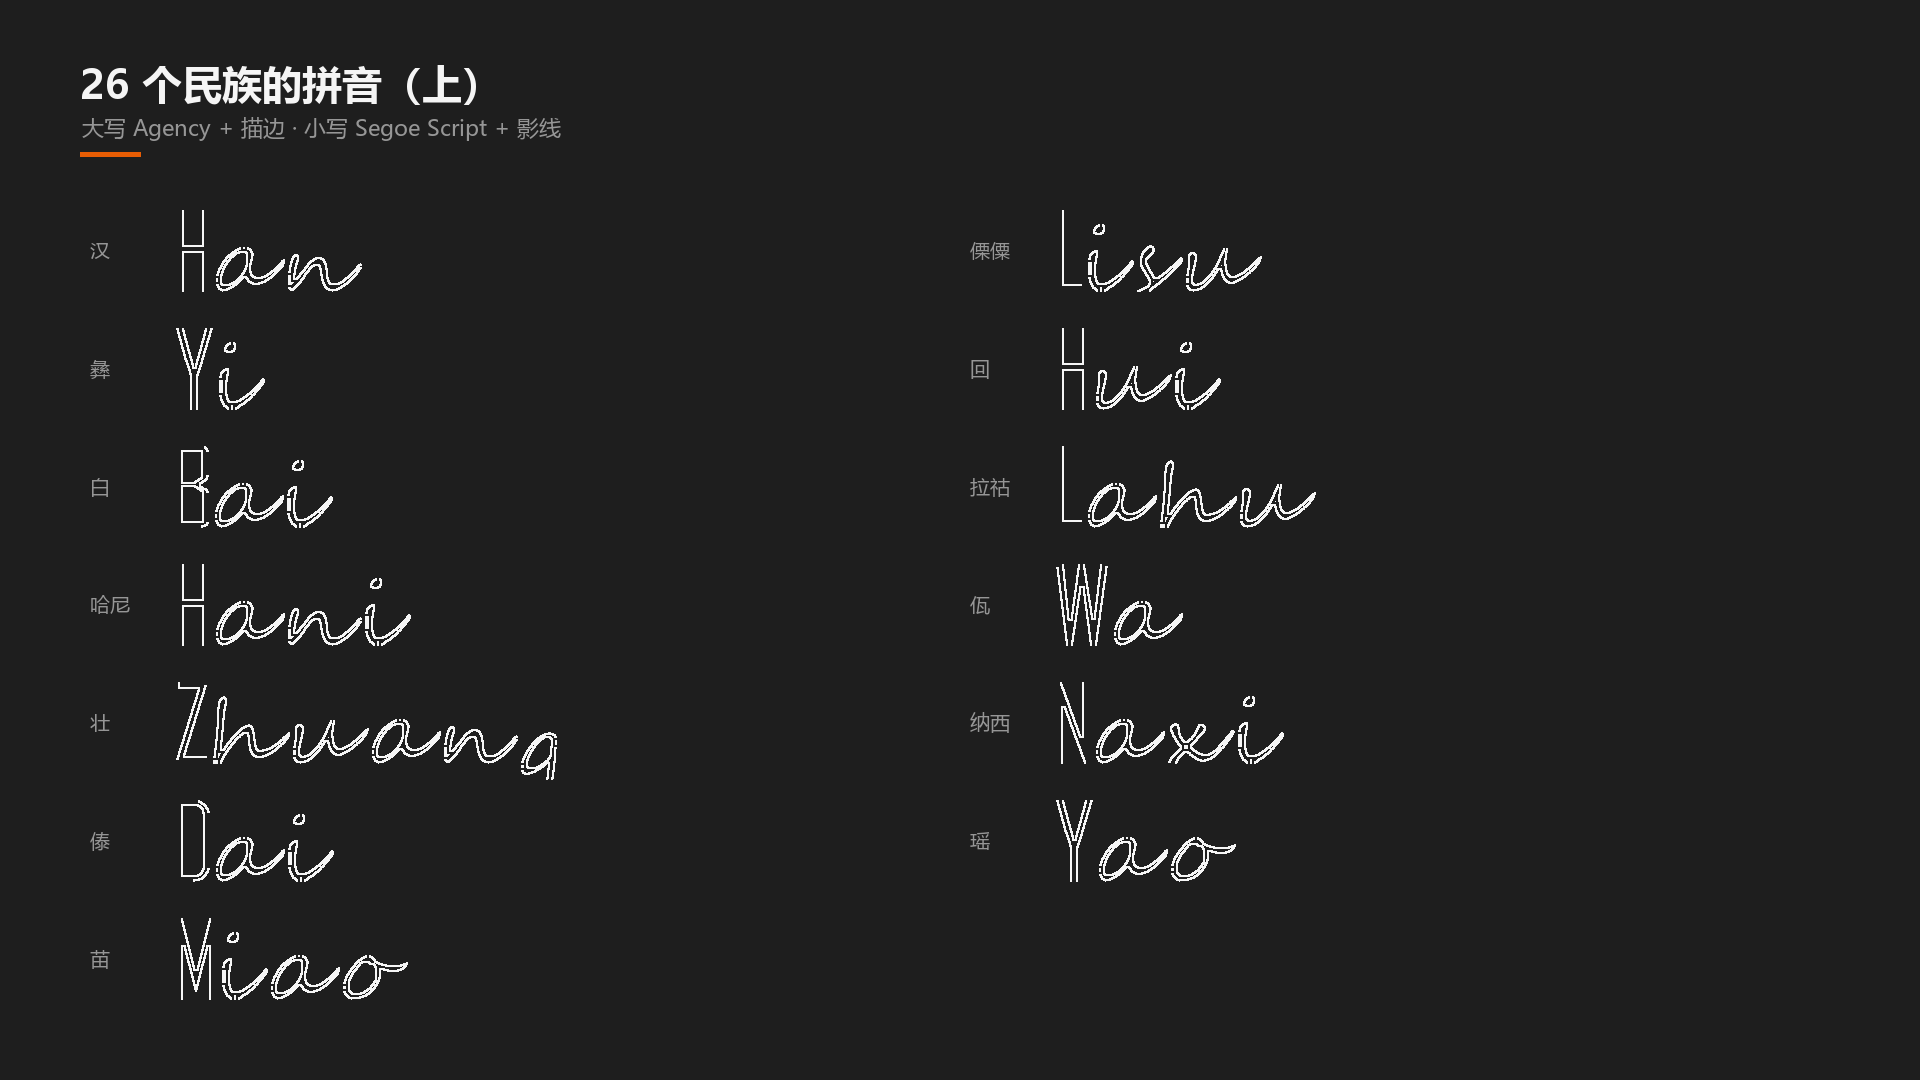 26 个民族的拼音（上）
大写 Agency + 描边 · 小写 Segoe Script + 影线
汉 Han
彝 Yi
白 Bai
哈尼 Hani
壮 Zhuang
傣 Dai
苗 Miao
傈僳 Lisu
回 Hui
拉祜 Lahu
佤 Wa
纳西 Naxi
瑶 Yao